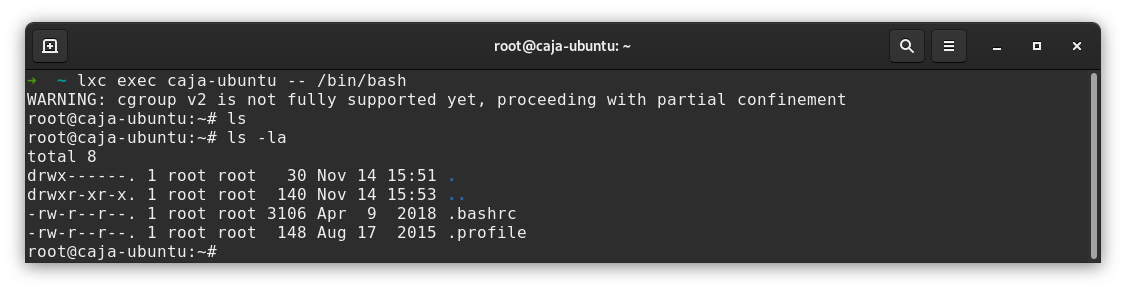 root@caja-ubuntu: ~
➜  ~ lxc exec caja-ubuntu -- /bin/bash
WARNING: cgroup v2 is not fully supported yet, proceeding with partial confinement
root@caja-ubuntu:~# ls
root@caja-ubuntu:~# ls -la
total 8
drwx------. 1 root root   30 Nov 14 15:51 .
drwxr-xr-x. 1 root root  140 Nov 14 15:53 ..
-rw-r--r--. 1 root root 3106 Apr  9  2018 .bashrc
-rw-r--r--. 1 root root  148 Aug 17  2015 .profile
root@caja-ubuntu:~#